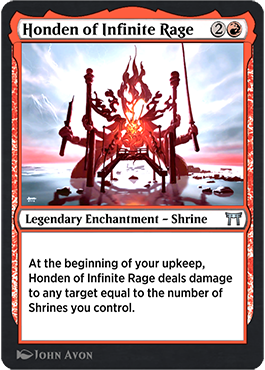 Honden of Infinite Rage 2
Legendary Enchantment – Shrine
At the beginning of your upkeep,
Honden of Infinite Rage deals damage
to any target equal to the number of
Shrines you control.
John Avon